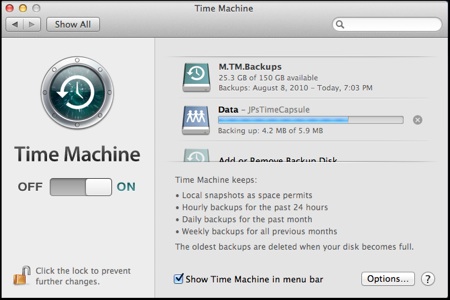 Time Machine
Show All
M.TM.Backups
25.3 GB of 150 GB available
Backups: August 8, 2010 – Today, 7:03 PM
Data – JPsTimeCapsule
Backing up: 4.2 MB of 5.9 MB
Add or Remove Backup Disk
Time Machine
OFF ON
Time Machine keeps:
• Local snapshots as space permits
• Hourly backups for the past 24 hours
• Daily backups for the past month
• Weekly backups for all previous months
The oldest backups are deleted when your disk becomes full.
Click the lock to prevent
further changes.
Show Time Machine in menu bar
Options...
?